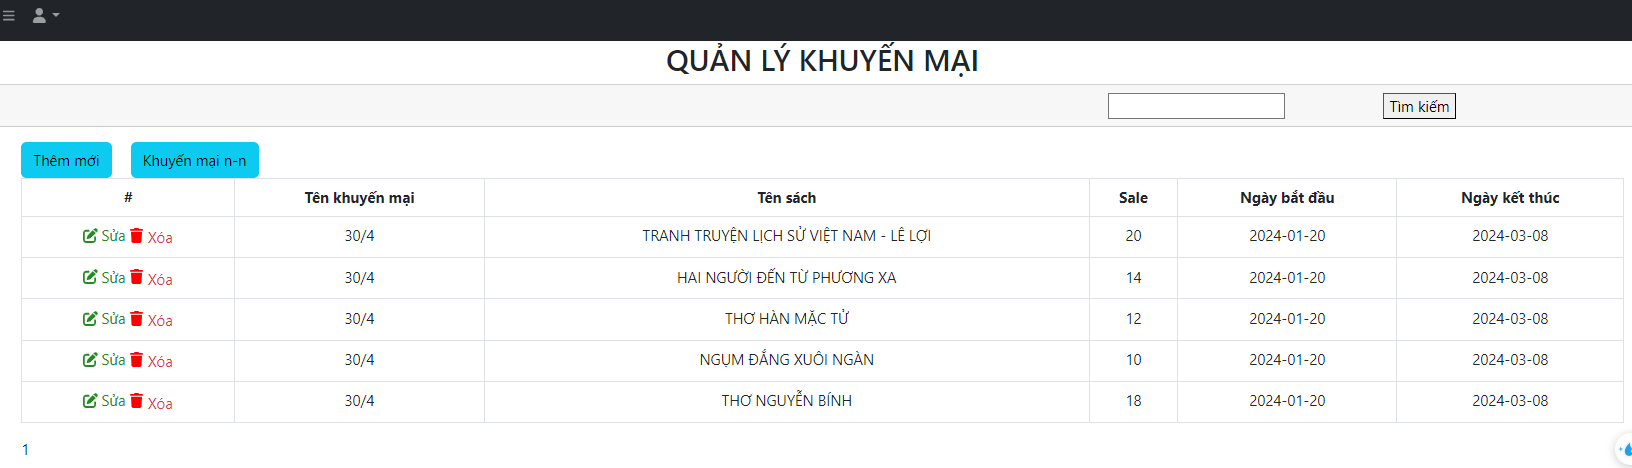 QUẢN LÝ KHUYẾN MẠI
Tìm kiếm
Thêm mới Khuyến mại n-n
# Tên khuyến mại Tên sách Sale Ngày bắt đầu Ngày kết thúc
Sửa Xóa 30/4 TRANH TRUYỆN LỊCH SỬ VIỆT NAM - LÊ LỢI 20 2024-01-20 2024-03-08
Sửa Xóa 30/4 HAI NGƯỜI ĐẾN TỪ PHƯƠNG XA 14 2024-01-20 2024-03-08
Sửa Xóa 30/4 THƠ HÀN MẶC TỬ 12 2024-01-20 2024-03-08
Sửa Xóa 30/4 NGỤM ĐẮNG XUÔI NGÀN 10 2024-01-20 2024-03-08
Sửa Xóa 30/4 THƠ NGUYỄN BÍNH 18 2024-01-20 2024-03-08
1